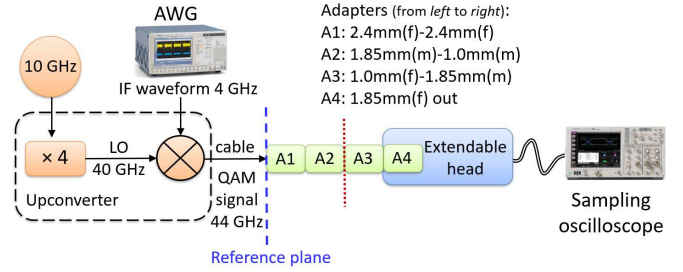 AWG
Adapters (from left to right):
A1: 2.4mm(f)-2.4mm(f)
A2: 1.85mm(m)-1.0mm(m)
A3: 1.0mm(f)-1.85mm(m)
A4: 1.85mm(f) out
10 GHz
IF waveform 4 GHz
× 4
LO
40 GHz
cable
QAM
signal
44 GHz
A1
A2
A3
A4
Extendable
head
Upconverter
Sampling
oscilloscope
Reference plane